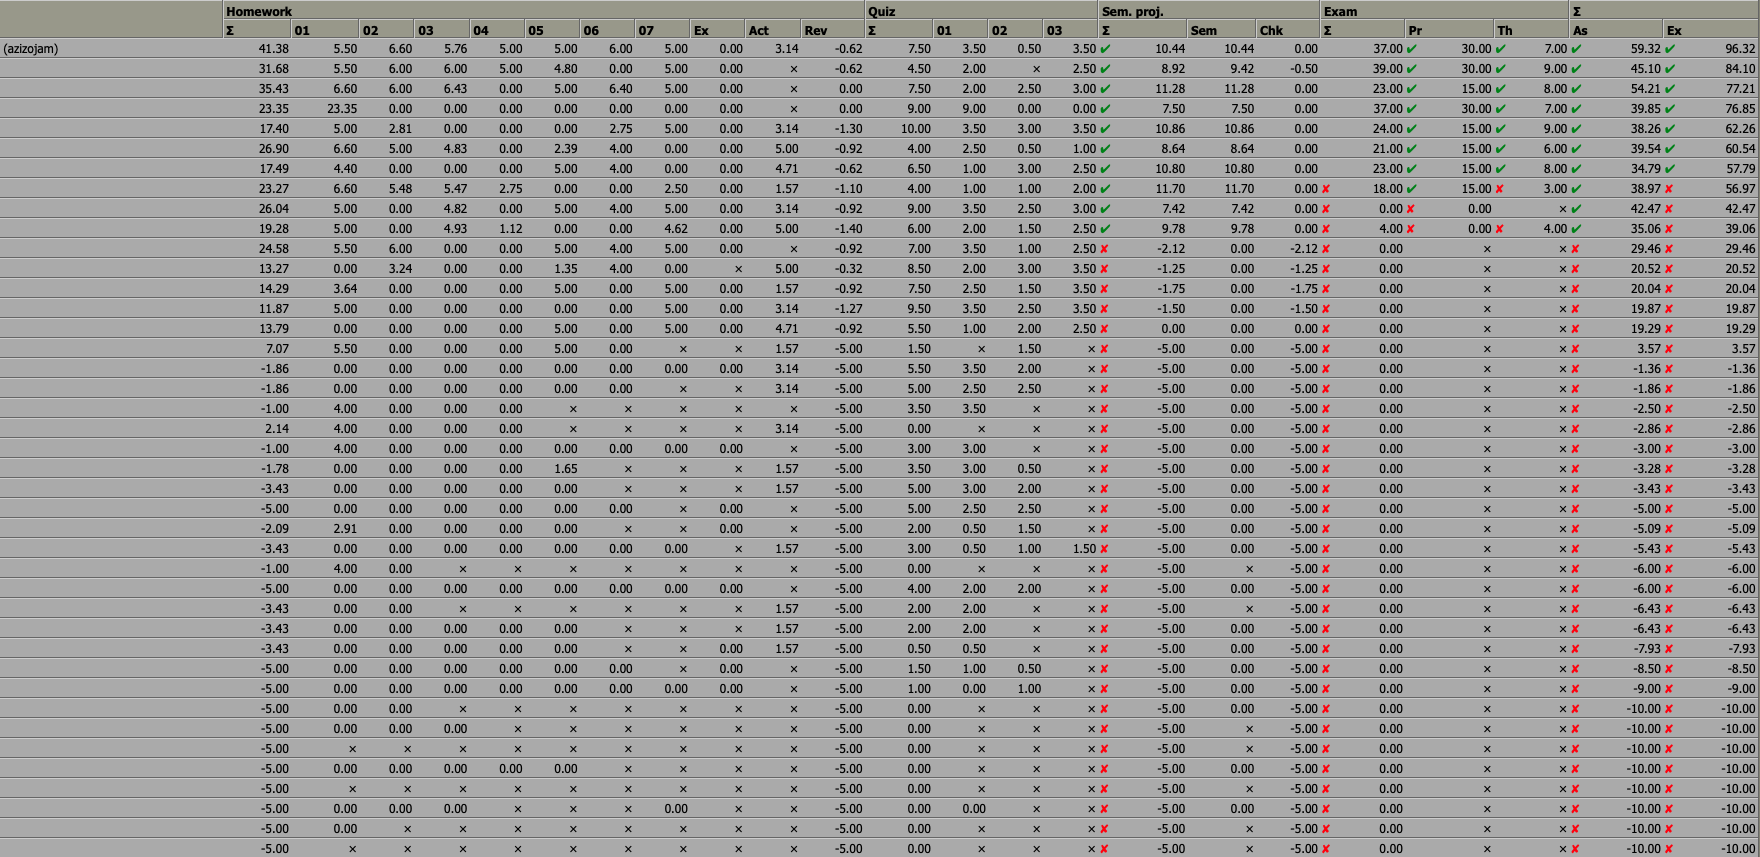 Homework Quiz Sem. proj. Exam Σ
Σ 01 02 03 04 05 06 07 Ex Act Rev Σ 01 02 03 Σ Sem Chk Σ Pr Th As Ex
(azizojam) 41.38 5.50 6.60 5.76 5.00 5.00 6.00 5.00 0.00 3.14 -0.62 7.50 3.50 0.50 3.50 ✔ 10.44 10.44 0.00 37.00 ✔ 30.00 ✔ 7.00 ✔ 59.32 ✔ 96.32
31.68 5.50 6.00 6.00 5.00 4.80 0.00 5.00 0.00 × -0.62 4.50 2.00 × 2.50 ✔ 8.92 9.42 -0.50 39.00 ✔ 30.00 ✔ 9.00 ✔ 45.10 ✔ 84.10
35.43 6.60 6.00 6.43 0.00 5.00 6.40 5.00 0.00 × 0.00 7.50 2.00 2.50 3.00 ✔ 11.28 11.28 0.00 23.00 ✔ 15.00 ✔ 8.00 ✔ 54.21 ✔ 77.21
23.35 23.35 0.00 0.00 0.00 0.00 0.00 0.00 0.00 × 0.00 9.00 9.00 0.00 0.00 ✔ 7.50 7.50 0.00 37.00 ✔ 30.00 ✔ 7.00 ✔ 39.85 ✔ 76.85
17.40 5.00 2.81 0.00 0.00 0.00 2.75 5.00 0.00 3.14 -1.30 10.00 3.50 3.00 3.50 ✔ 10.86 10.86 0.00 24.00 ✔ 15.00 ✔ 9.00 ✔ 38.26 ✔ 62.26
26.90 6.60 5.00 4.83 0.00 2.39 4.00 0.00 0.00 5.00 -0.92 4.00 2.50 0.50 1.00 ✔ 8.64 8.64 0.00 21.00 ✔ 15.00 ✔ 6.00 ✔ 39.54 ✔ 60.54
17.49 4.40 0.00 0.00 0.00 5.00 4.00 0.00 0.00 4.71 -0.62 6.50 1.00 3.00 2.50 ✔ 10.80 10.80 0.00 23.00 ✔ 15.00 ✔ 8.00 ✔ 34.79 ✔ 57.79
23.27 6.60 5.48 5.47 2.75 0.00 0.00 2.50 0.00 1.57 -1.10 4.00 1.00 1.00 2.00 ✔ 11.70 11.70 0.00 ✘ 18.00 ✔ 15.00 ✘ 3.00 ✔ 38.97 ✘ 56.97
26.04 5.00 0.00 4.82 0.00 5.00 4.00 5.00 0.00 3.14 -0.92 9.00 3.50 2.50 3.00 ✔ 7.42 7.42 0.00 ✘ 0.00 ✘ 0.00 × ✔ 42.47 ✘ 42.47
19.28 5.00 0.00 4.93 1.12 0.00 0.00 4.62 0.00 5.00 -1.40 6.00 2.00 1.50 2.50 ✔ 9.78 9.78 0.00 ✘ 4.00 ✘ 0.00 ✘ 4.00 ✔ 35.06 ✘ 39.06
24.58 5.50 6.00 0.00 0.00 5.00 4.00 5.00 0.00 × -0.92 7.00 3.50 1.00 2.50 ✘ -2.12 0.00 -2.12 ✘ 0.00 × × ✘ 29.46 ✘ 29.46
13.27 0.00 3.24 0.00 0.00 1.35 4.00 0.00 × 5.00 -0.32 8.50 2.00 3.00 3.50 ✘ -1.25 0.00 -1.25 ✘ 0.00 × × ✘ 20.52 ✘ 20.52
14.29 3.64 0.00 0.00 0.00 5.00 0.00 5.00 0.00 1.57 -0.92 7.50 2.50 1.50 3.50 ✘ -1.75 0.00 -1.75 ✘ 0.00 × × ✘ 20.04 ✘ 20.04
11.87 5.00 0.00 0.00 0.00 0.00 0.00 5.00 0.00 3.14 -1.27 9.50 3.50 2.50 3.50 ✘ -1.50 0.00 -1.50 ✘ 0.00 × × ✘ 19.87 ✘ 19.87
13.79 0.00 0.00 0.00 0.00 5.00 0.00 5.00 0.00 4.71 -0.92 5.50 1.00 2.00 2.50 ✘ 0.00 0.00 0.00 ✘ 0.00 × × ✘ 19.29 ✘ 19.29
7.07 5.50 0.00 0.00 0.00 5.00 0.00 × × 1.57 -5.00 1.50 × 1.50 × ✘ -5.00 0.00 -5.00 ✘ 0.00 × × ✘ 3.57 ✘ 3.57
-1.86 0.00 0.00 0.00 0.00 0.00 0.00 0.00 0.00 3.14 -5.00 5.50 3.50 2.00 × ✘ -5.00 0.00 -5.00 ✘ 0.00 × × ✘ -1.36 ✘ -1.36
-1.86 0.00 0.00 0.00 0.00 0.00 0.00 × × 3.14 -5.00 5.00 2.50 2.50 × ✘ -5.00 0.00 -5.00 ✘ 0.00 × × ✘ -1.86 ✘ -1.86
-1.00 4.00 0.00 0.00 0.00 × × × × × -5.00 3.50 3.50 × × ✘ -5.00 0.00 -5.00 ✘ 0.00 × × ✘ -2.50 ✘ -2.50
2.14 4.00 0.00 0.00 0.00 × × × × 3.14 -5.00 0.00 × × × ✘ -5.00 0.00 -5.00 ✘ 0.00 × × ✘ -2.86 ✘ -2.86
-1.00 4.00 0.00 0.00 0.00 0.00 0.00 0.00 0.00 × -5.00 3.00 3.00 × × ✘ -5.00 0.00 -5.00 ✘ 0.00 × × ✘ -3.00 ✘ -3.00
-1.78 0.00 0.00 0.00 0.00 1.65 × × × 1.57 -5.00 3.50 3.00 0.50 × ✘ -5.00 0.00 -5.00 ✘ 0.00 × × ✘ -3.28 ✘ -3.28
-3.43 0.00 0.00 0.00 0.00 0.00 × × × 1.57 -5.00 5.00 3.00 2.00 × ✘ -5.00 0.00 -5.00 ✘ 0.00 × × ✘ -3.43 ✘ -3.43
-5.00 0.00 0.00 0.00 0.00 0.00 0.00 × 0.00 × -5.00 5.00 2.50 2.50 × ✘ -5.00 0.00 -5.00 ✘ 0.00 × × ✘ -5.00 ✘ -5.00
-2.09 2.91 0.00 0.00 0.00 0.00 × × 0.00 × -5.00 2.00 0.50 1.50 × ✘ -5.00 0.00 -5.00 ✘ 0.00 × × ✘ -5.09 ✘ -5.09
-3.43 0.00 0.00 0.00 0.00 0.00 0.00 0.00 × 1.57 -5.00 3.00 0.50 1.00 1.50 ✘ -5.00 0.00 -5.00 ✘ 0.00 × × ✘ -5.43 ✘ -5.43
-1.00 4.00 0.00 × × × × × × × -5.00 0.00 × × × ✘ -5.00 × -5.00 ✘ 0.00 × × ✘ -6.00 ✘ -6.00
-5.00 0.00 0.00 0.00 0.00 0.00 0.00 0.00 0.00 × -5.00 4.00 2.00 2.00 × ✘ -5.00 0.00 -5.00 ✘ 0.00 × × ✘ -6.00 ✘ -6.00
-3.43 0.00 0.00 × × × × × × 1.57 -5.00 2.00 2.00 × × ✘ -5.00 × -5.00 ✘ 0.00 × × ✘ -6.43 ✘ -6.43
-3.43 0.00 0.00 0.00 0.00 0.00 × × × 1.57 -5.00 2.00 2.00 × × ✘ -5.00 0.00 -5.00 ✘ 0.00 × × ✘ -6.43 ✘ -6.43
-3.43 0.00 0.00 0.00 0.00 0.00 × × 0.00 1.57 -5.00 0.50 0.50 × × ✘ -5.00 0.00 -5.00 ✘ 0.00 × × ✘ -7.93 ✘ -7.93
-5.00 0.00 0.00 0.00 0.00 0.00 0.00 × 0.00 × -5.00 1.50 1.00 0.50 × ✘ -5.00 0.00 -5.00 ✘ 0.00 × × ✘ -8.50 ✘ -8.50
-5.00 0.00 0.00 0.00 0.00 0.00 0.00 0.00 0.00 × -5.00 1.00 0.00 1.00 × ✘ -5.00 0.00 -5.00 ✘ 0.00 × × ✘ -9.00 ✘ -9.00
-5.00 0.00 0.00 × × × × × × × -5.00 0.00 × × × ✘ -5.00 0.00 -5.00 ✘ 0.00 × × ✘ -10.00 ✘ -10.00
-5.00 0.00 0.00 0.00 × × × × × × -5.00 0.00 × × × ✘ -5.00 × -5.00 ✘ 0.00 × × ✘ -10.00 ✘ -10.00
-5.00 × × × × × × × × × -5.00 0.00 × × × ✘ -5.00 × -5.00 ✘ 0.00 × × ✘ -10.00 ✘ -10.00
-5.00 0.00 0.00 0.00 0.00 0.00 × × × × -5.00 0.00 × × × ✘ -5.00 0.00 -5.00 ✘ 0.00 × × ✘ -10.00 ✘ -10.00
-5.00 × × × × × × × × × -5.00 0.00 × × × ✘ -5.00 × -5.00 ✘ 0.00 × × ✘ -10.00 ✘ -10.00
-5.00 0.00 0.00 0.00 × × × 0.00 × × -5.00 0.00 0.00 × × ✘ -5.00 0.00 -5.00 ✘ 0.00 × × ✘ -10.00 ✘ -10.00
-5.00 0.00 × × × × × × × × -5.00 0.00 × × × ✘ -5.00 × -5.00 ✘ 0.00 × × ✘ -10.00 ✘ -10.00
-5.00 × × × × × × × × × -5.00 0.00 × × × ✘ -5.00 × -5.00 ✘ 0.00 × × ✘ -10.00 ✘ -10.00